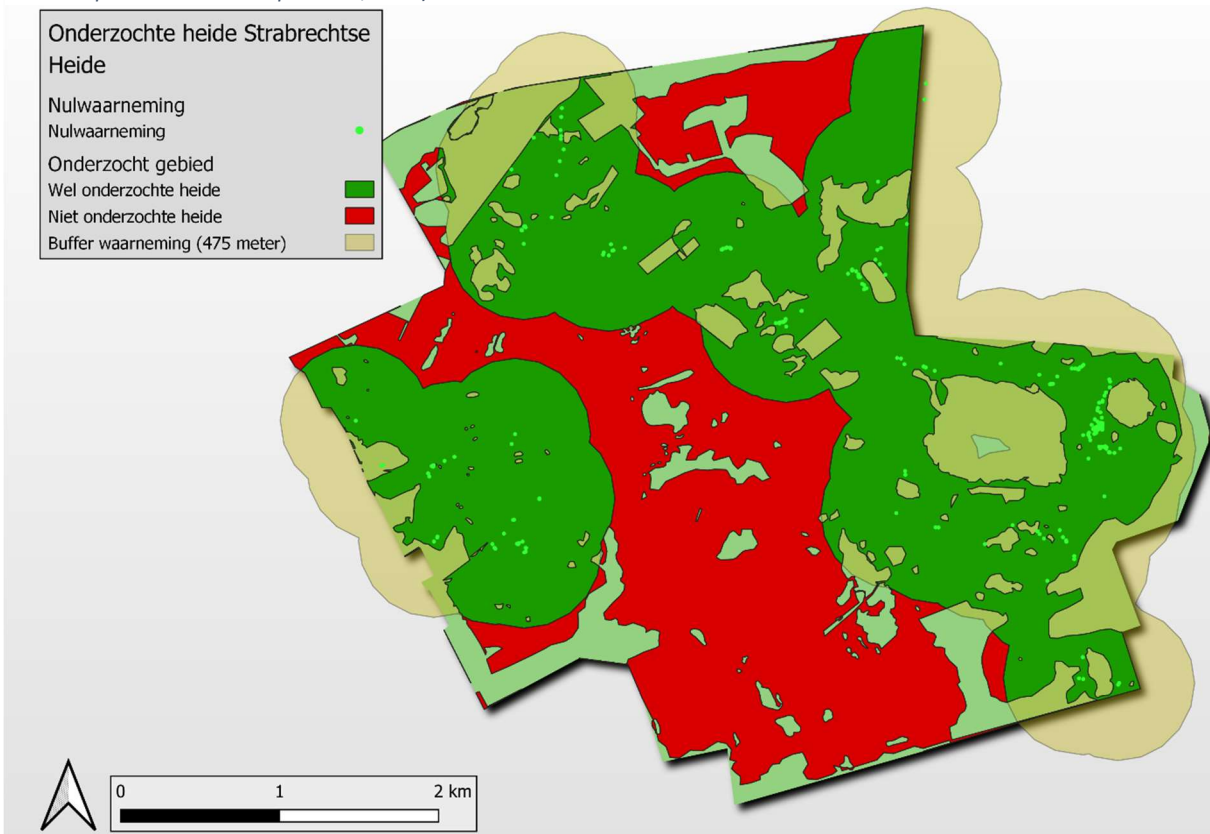 Onderzochte heide Strabrechtse
Heide
Nulwaarneming
Nulwaarneming
Onderzocht gebied
Wel onderzochte heide
Niet onderzochte heide
Buffer waarneming (475 meter)
0 1 2 km